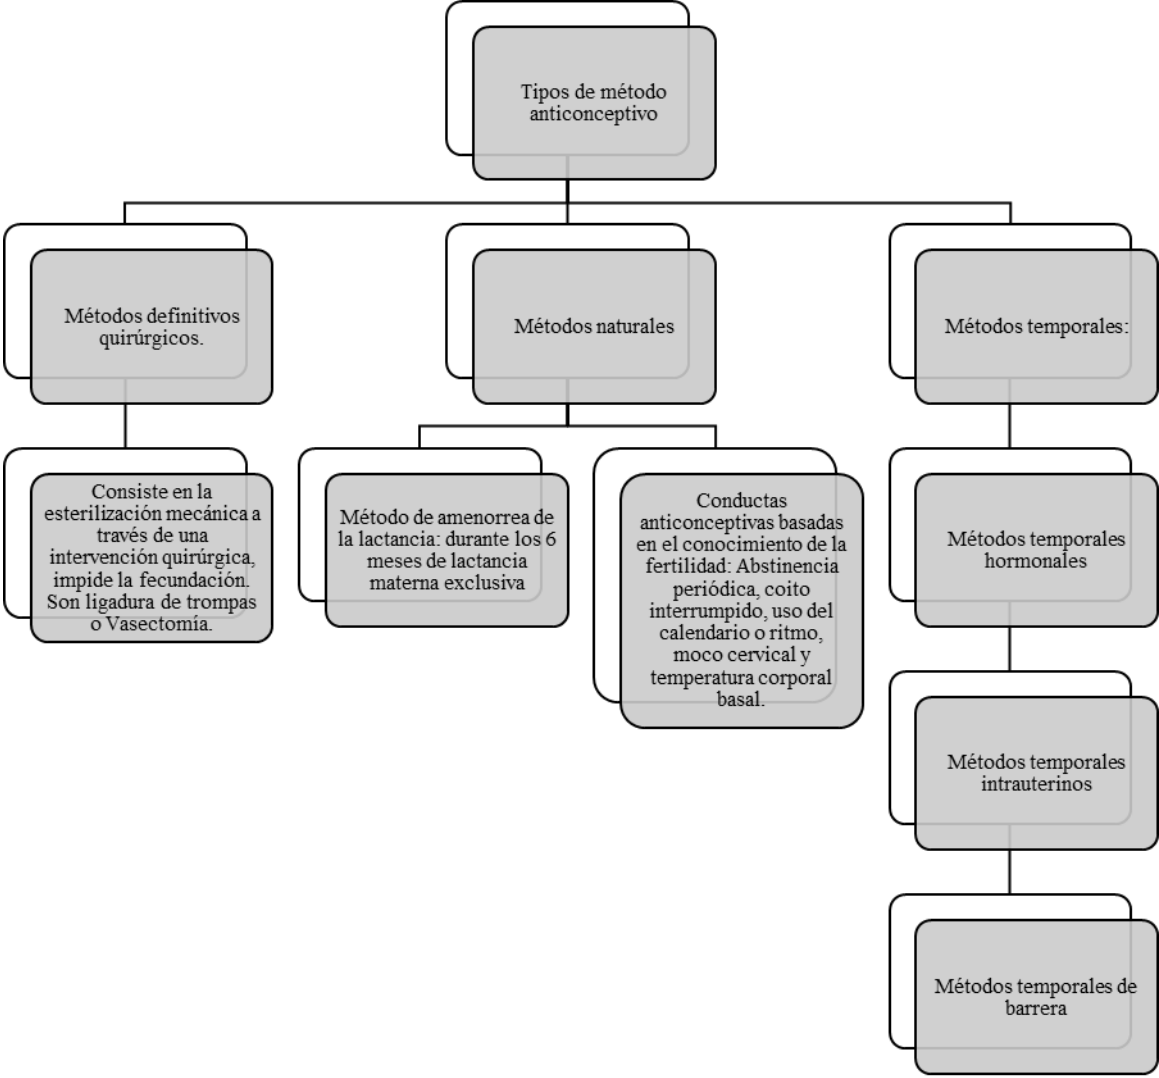 Tipos de método
anticonceptivo
Métodos definitivos
quirúrgicos.
Métodos naturales
Métodos temporales:
Consiste en la
esterilización mecánica a
través de una
intervención quirúrgica,
impide la fecundación.
Son ligadura de trompas
o Vasectomía.
Método de amenorrea de
la lactancia: durante los 6
meses de lactancia
materna exclusiva
Conductas
anticonceptivas basadas
en el conocimiento de la
fertilidad: Abstinencia
periódica, coito
interrumpido, uso del
calendario o ritmo,
moco cervical y
temperatura corporal
basal.
Métodos temporales
hormonales
Métodos temporales
intrauterinos
Métodos temporales de
barrera